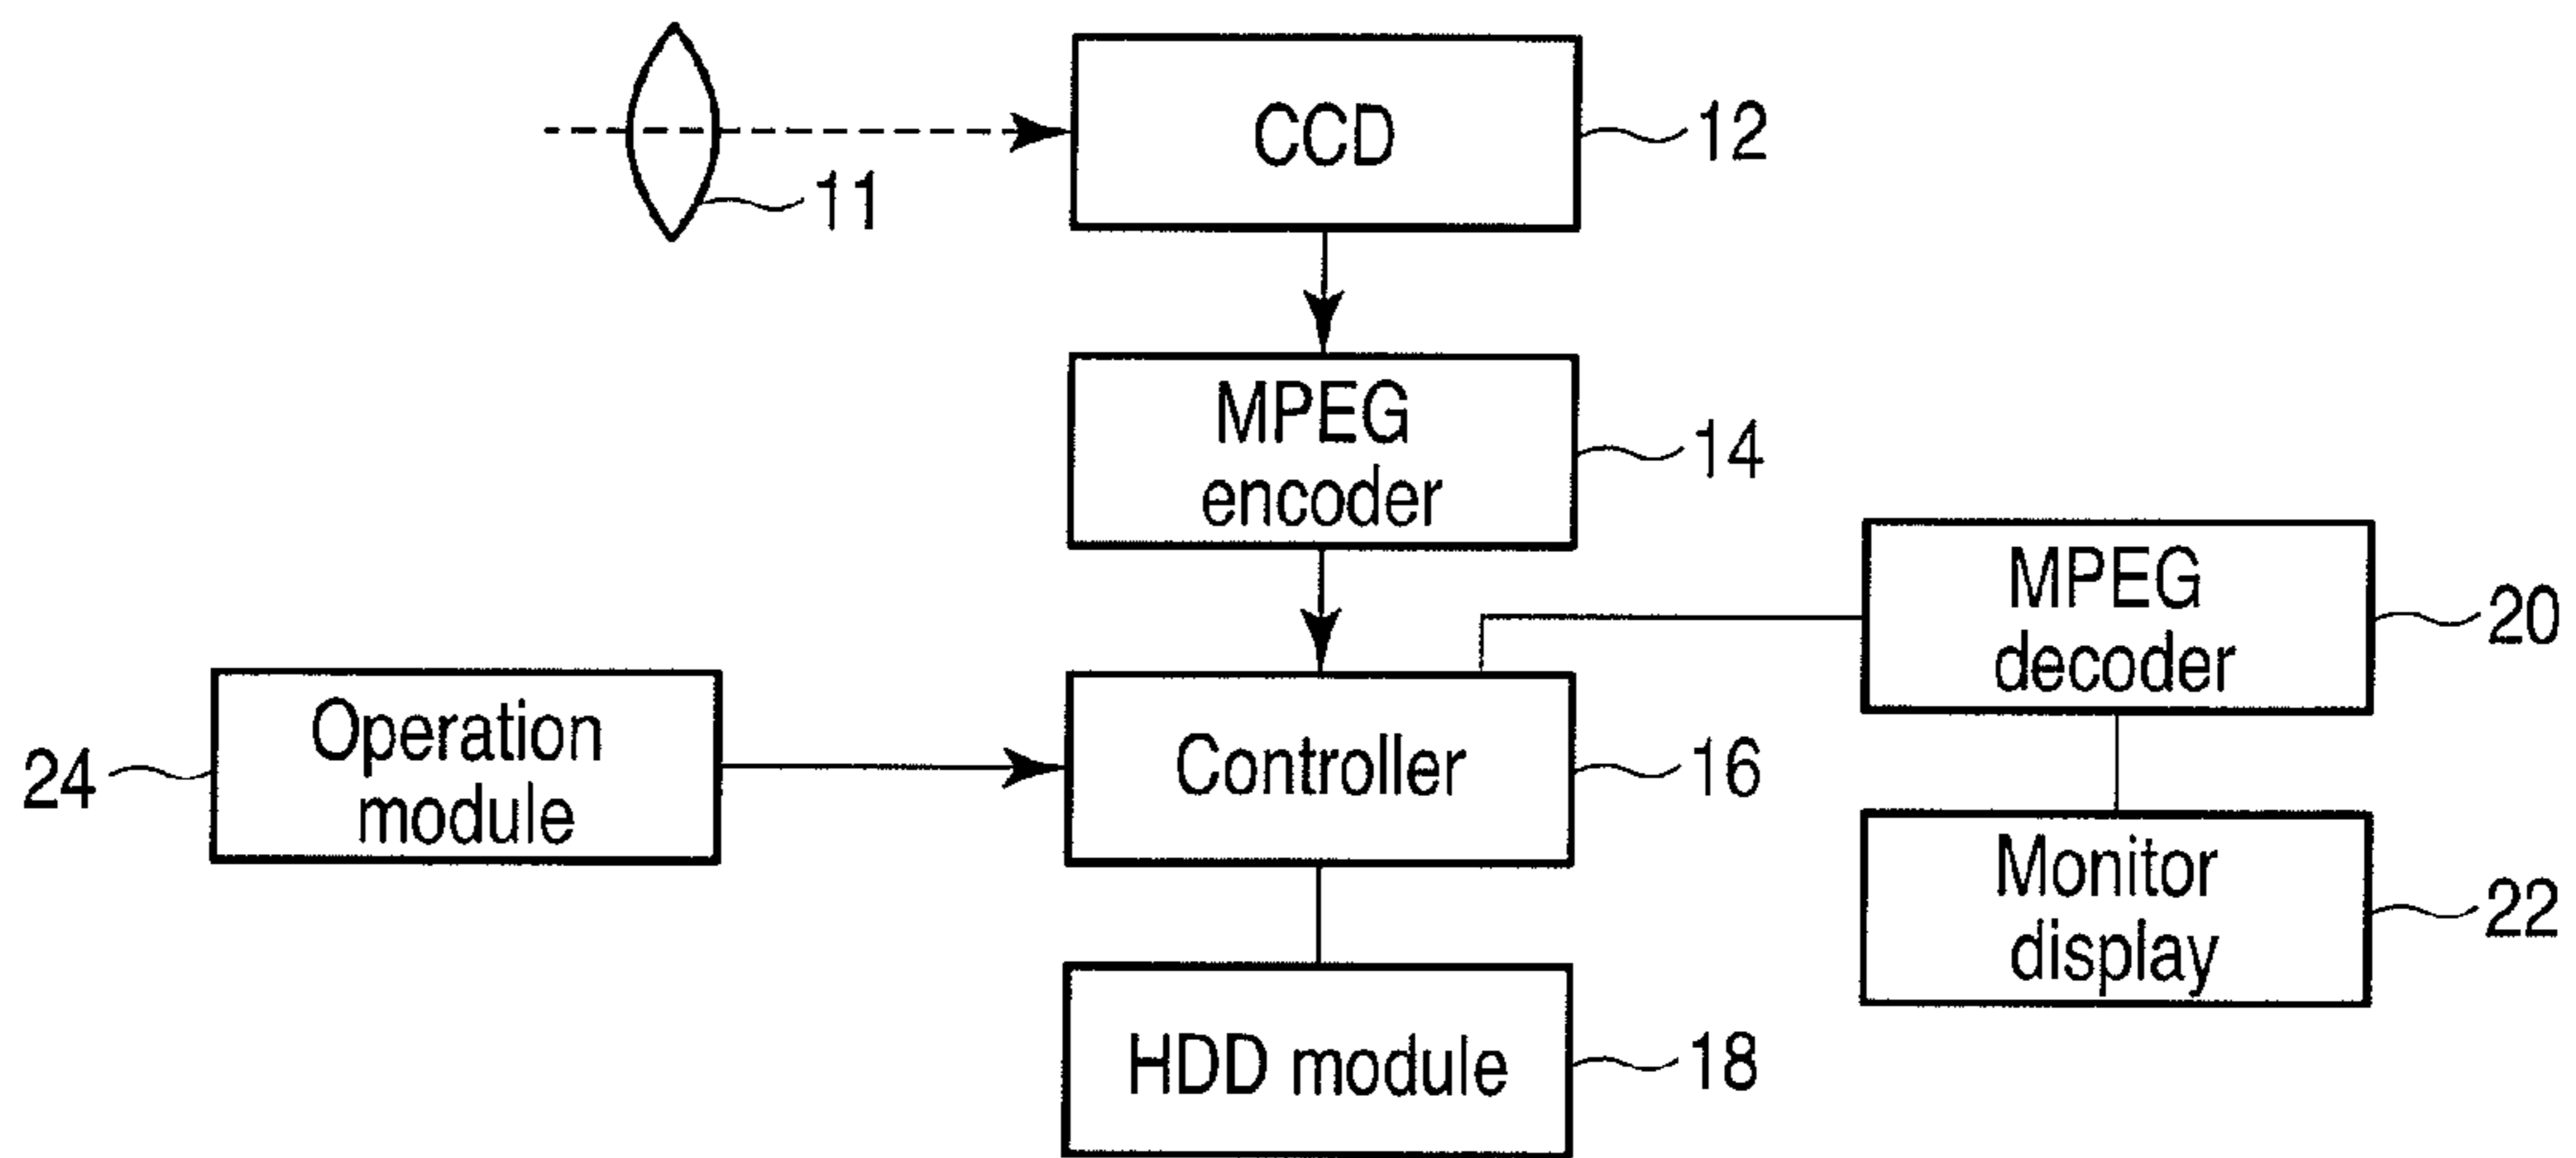 CCD
12
11
MPEG
encoder
14
MPEG
decoder
20
Operation
module
24
Controller
16
Monitor
display
22
HDD module
18